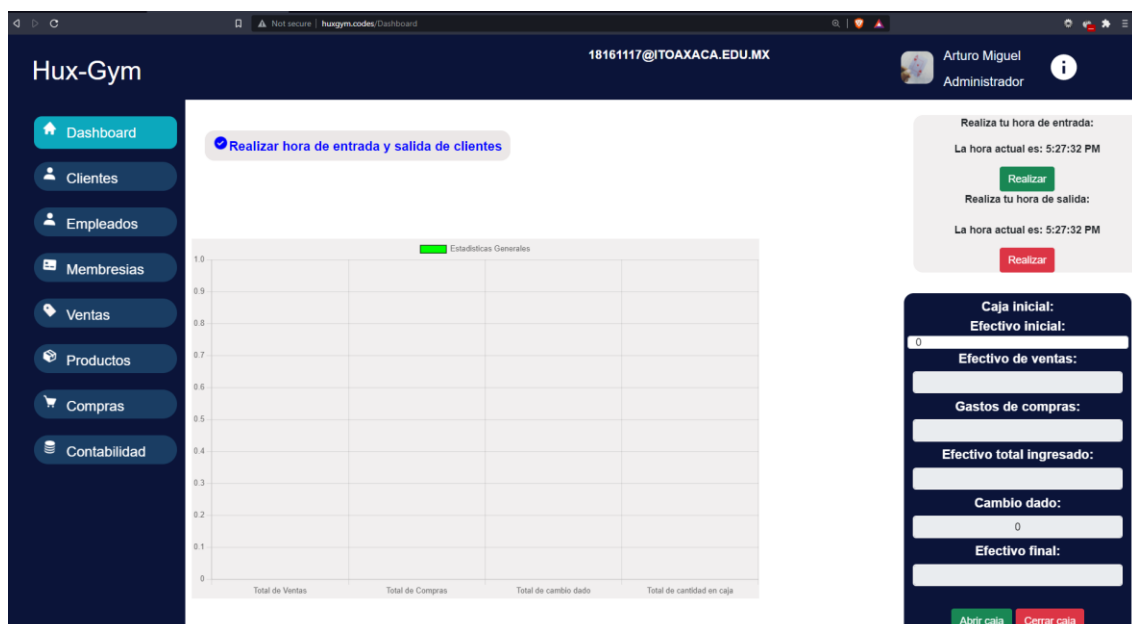 Not secure | huxgym.codes/Dashboard
Hux-Gym
18161117@ITOAXACA.EDU.MX
Arturo Miguel
Administrador
Dashboard
Clientes
Empleados
Membresias
Ventas
Productos
Compras
Contabilidad
Realizar hora de entrada y salida de clientes
Estadisticas Generales
1.0
0.9
0.8
0.7
0.6
0.5
0.4
0.3
0.2
0.1
0
Total de Ventas
Total de Compras
Total de cambio dado
Total de cantidad en caja
Realiza tu hora de entrada:
La hora actual es: 5:27:32 PM
Realizar
Realiza tu hora de salida:
La hora actual es: 5:27:32 PM
Realizar
Caja inicial:
Efectivo inicial:
0
Efectivo de ventas:
Gastos de compras:
Efectivo total ingresado:
Cambio dado:
0
Efectivo final:
Abrir caja
Cerrar caja